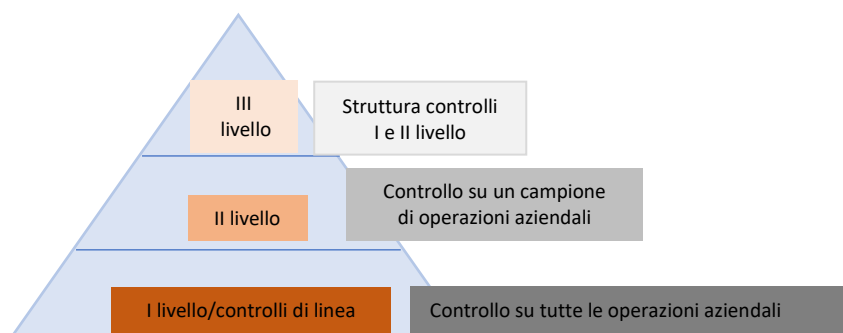 III
livello
Struttura controlli
I e II livello
II livello
Controllo su un campione
di operazioni aziendali
I livello/controlli di linea
Controllo su tutte le operazioni aziendali